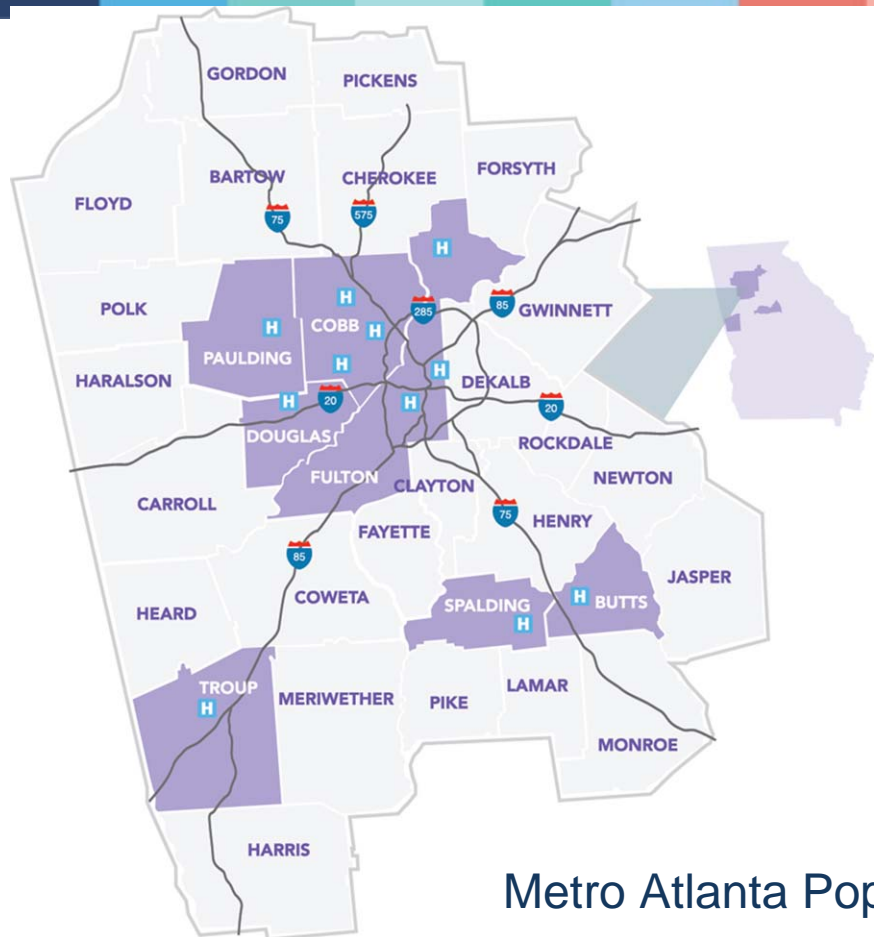 GORDON
PICKENS
FLOYD
BARTOW
CHEROKEE
FORSYTH
75
575
H
POLK
H
COBB
285
85
GWINNETT
H
PAULDING
H
HARALSON
H
H
DEKALB
H
20
H
20
DOUGLAS
ROCKDALE
FULTON
CLAYTON
NEWTON
CARROLL
75
HENRY
FAYETTE
85
JASPER
HEARD
COWETA
SPALDING
H
BUTTS
H
TROUP
H
MERIWETHER
PIKE
LAMAR
MONROE
HARRIS
Metro Atlanta Pop